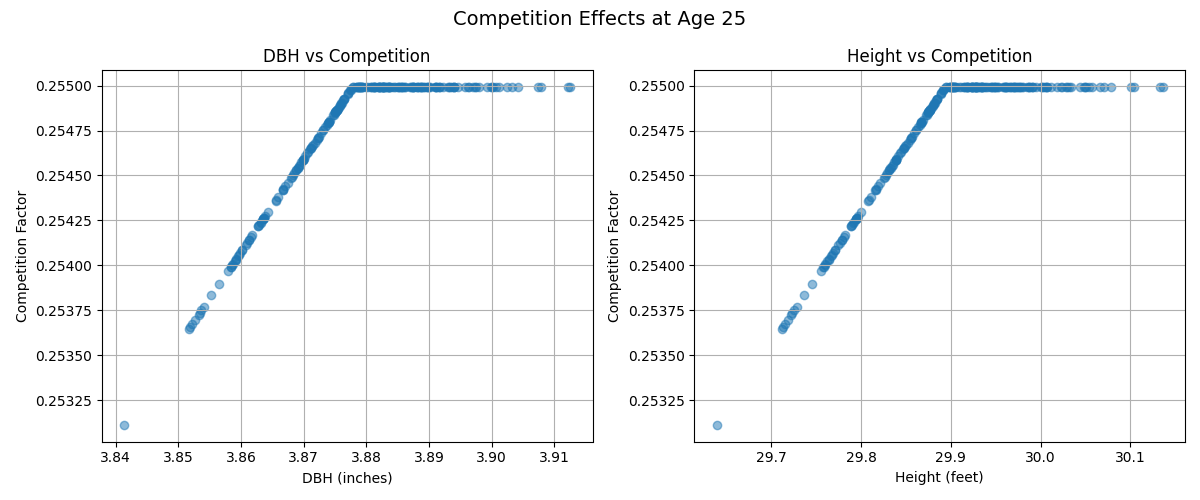 Competition Effects at Age 25
DBH vs Competition
Competition Factor
0.25500
0.25475
0.25450
0.25425
0.25400
0.25375
0.25350
0.25325
3.84 3.85 3.86 3.87 3.88 3.89 3.90 3.91
DBH (inches)
Height vs Competition
Competition Factor
0.25500
0.25475
0.25450
0.25425
0.25400
0.25375
0.25350
0.25325
29.7 29.8 29.9 30.0 30.1
Height (feet)